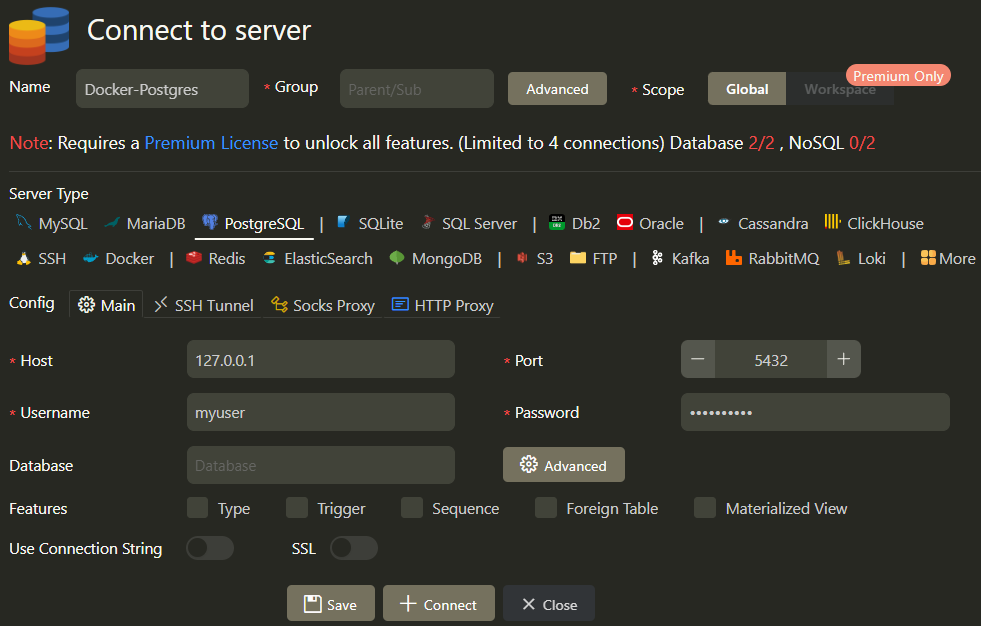 Connect to server
Name Docker-Postgres * Group Parent/Sub Advanced * Scope Global Workspace Premium Only
Note: Requires a Premium License to unlock all features. (Limited to 4 connections) Database 2/2 , NoSQL 0/2
Server Type
MySQL MariaDB PostgreSQL | SQLite SQL Server | Db2 Oracle | Cassandra ClickHouse
SSH Docker | Redis ElasticSearch MongoDB | S3 FTP | Kafka RabbitMQ Loki | More
Config Main SSH Tunnel Socks Proxy HTTP Proxy
* Host 127.0.0.1 * Port − 5432 +
* Username myuser * Password ••••••••••
Database Database Advanced
Features Type Trigger Sequence Foreign Table Materialized View
Use Connection String SSL
Save Connect Close